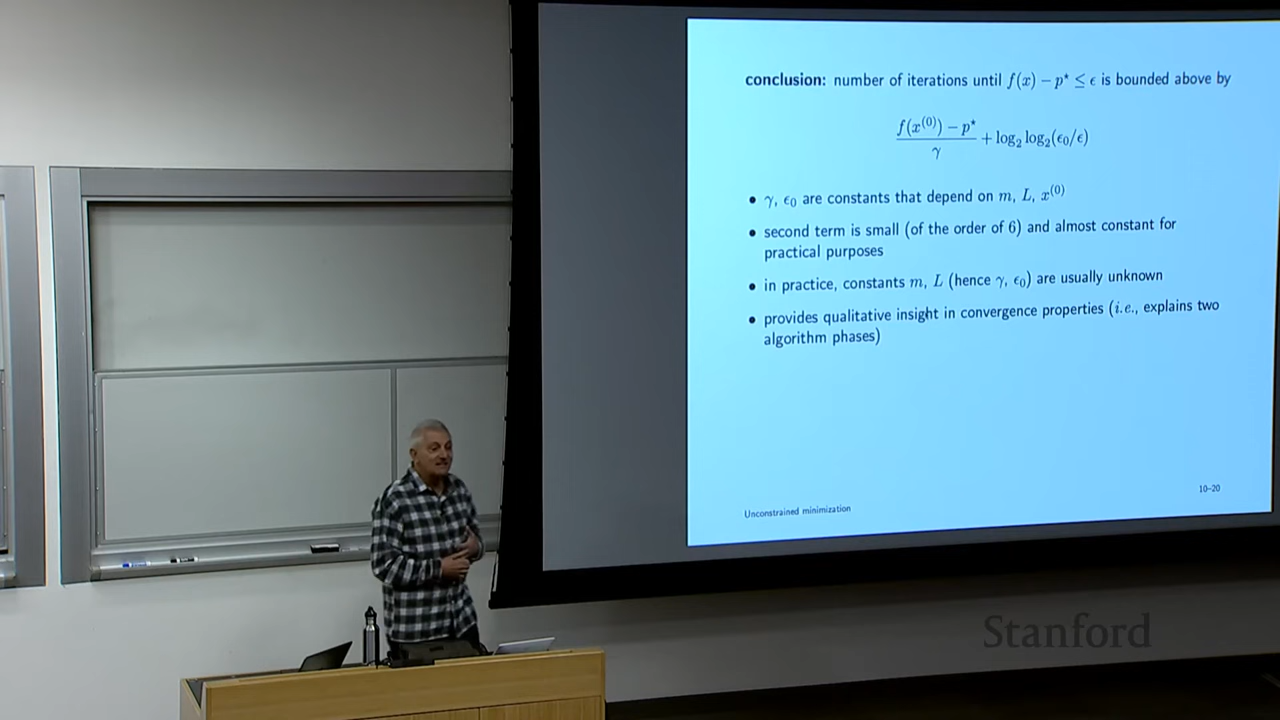 conclusion: number of iterations until f(x) − p⋆ ≤ ϵ is bounded above by
f(x⁽⁰⁾) − p⋆
γ
+ log₂ log₂(ϵ₀/ϵ)
• γ, ϵ₀ are constants that depend on m, L, x⁽⁰⁾
• second term is small (of the order of 6) and almost constant for
practical purposes
• in practice, constants m, L (hence γ, ϵ₀) are usually unknown
• provides qualitative insight in convergence properties (i.e., explains two
algorithm phases)
Unconstrained minimization
10–20
Stanford